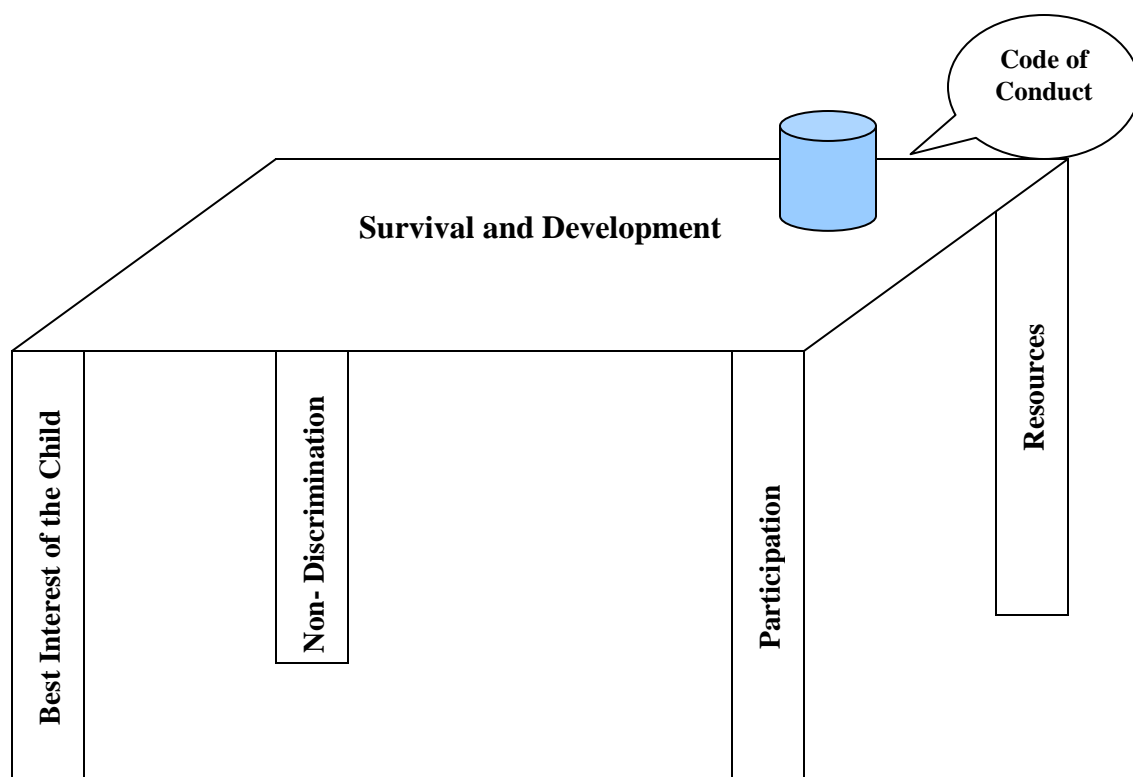 Code of
Conduct
Survival and Development
Best Interest of the Child
Non- Discrimination
Participation
Resources